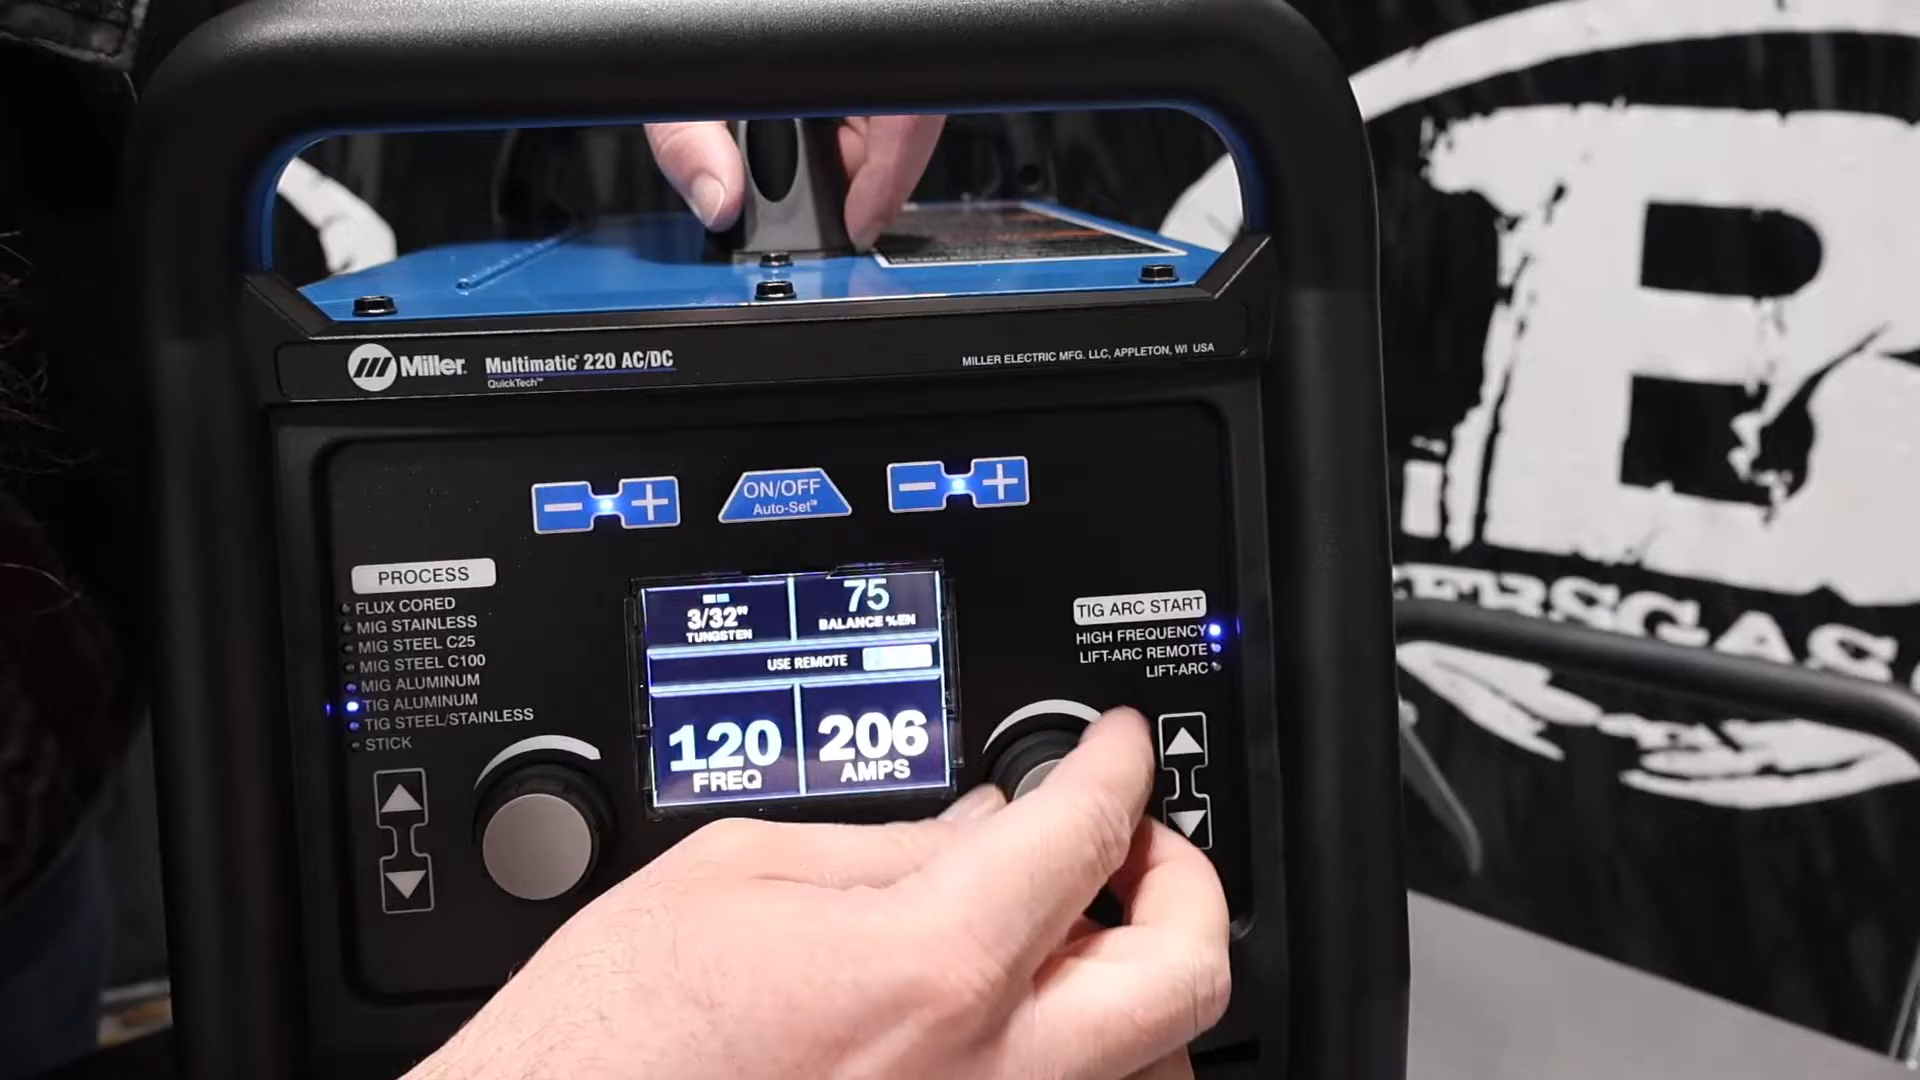 Miller
Multimatic® 220 AC/DC
QuickTech™
MILLER ELECTRIC MFG. LLC, APPLETON, WI USA
ON/OFF
Auto-Set™
PROCESS
FLUX CORED
MIG STAINLESS
MIG STEEL C25
MIG STEEL C100
MIG ALUMINUM
TIG ALUMINUM
TIG STEEL/STAINLESS
STICK
3/32"
TUNGSTEN
75
BALANCE %EN
USE REMOTE
120
FREQ
206
AMPS
TIG ARC START
HIGH FREQUENCY
LIFT-ARC REMOTE
LIFT-ARC
B